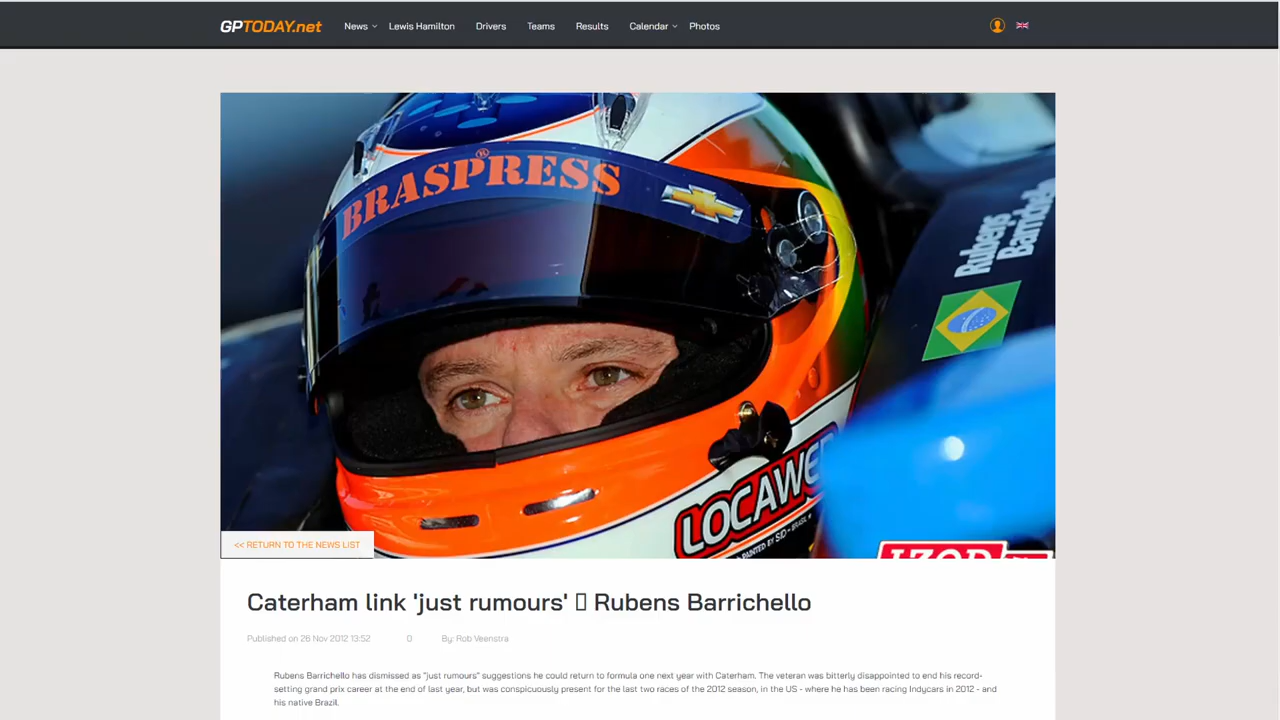 GPTODAY.net News Lewis Hamilton Drivers Teams Results Calendar Photos
BRASPRESS®
Rubens
Barrichello
LOCAWE
PAINTED BY SID - BRASIL
IZOD
<< RETURN TO THE NEWS LIST
Caterham link 'just rumours' ▯ Rubens Barrichello
Published on 26 Nov 2012 13:52 0 By: Rob Veenstra
Rubens Barrichello has dismissed as "just rumours" suggestions he could return to formula one next year with Caterham. The veteran was bitterly disappointed to end his record-
setting grand prix career at the end of last year, but was conspicuously present for the last two races of the 2012 season, in the US - where he has been racing Indycars in 2012 - and
his native Brazil.